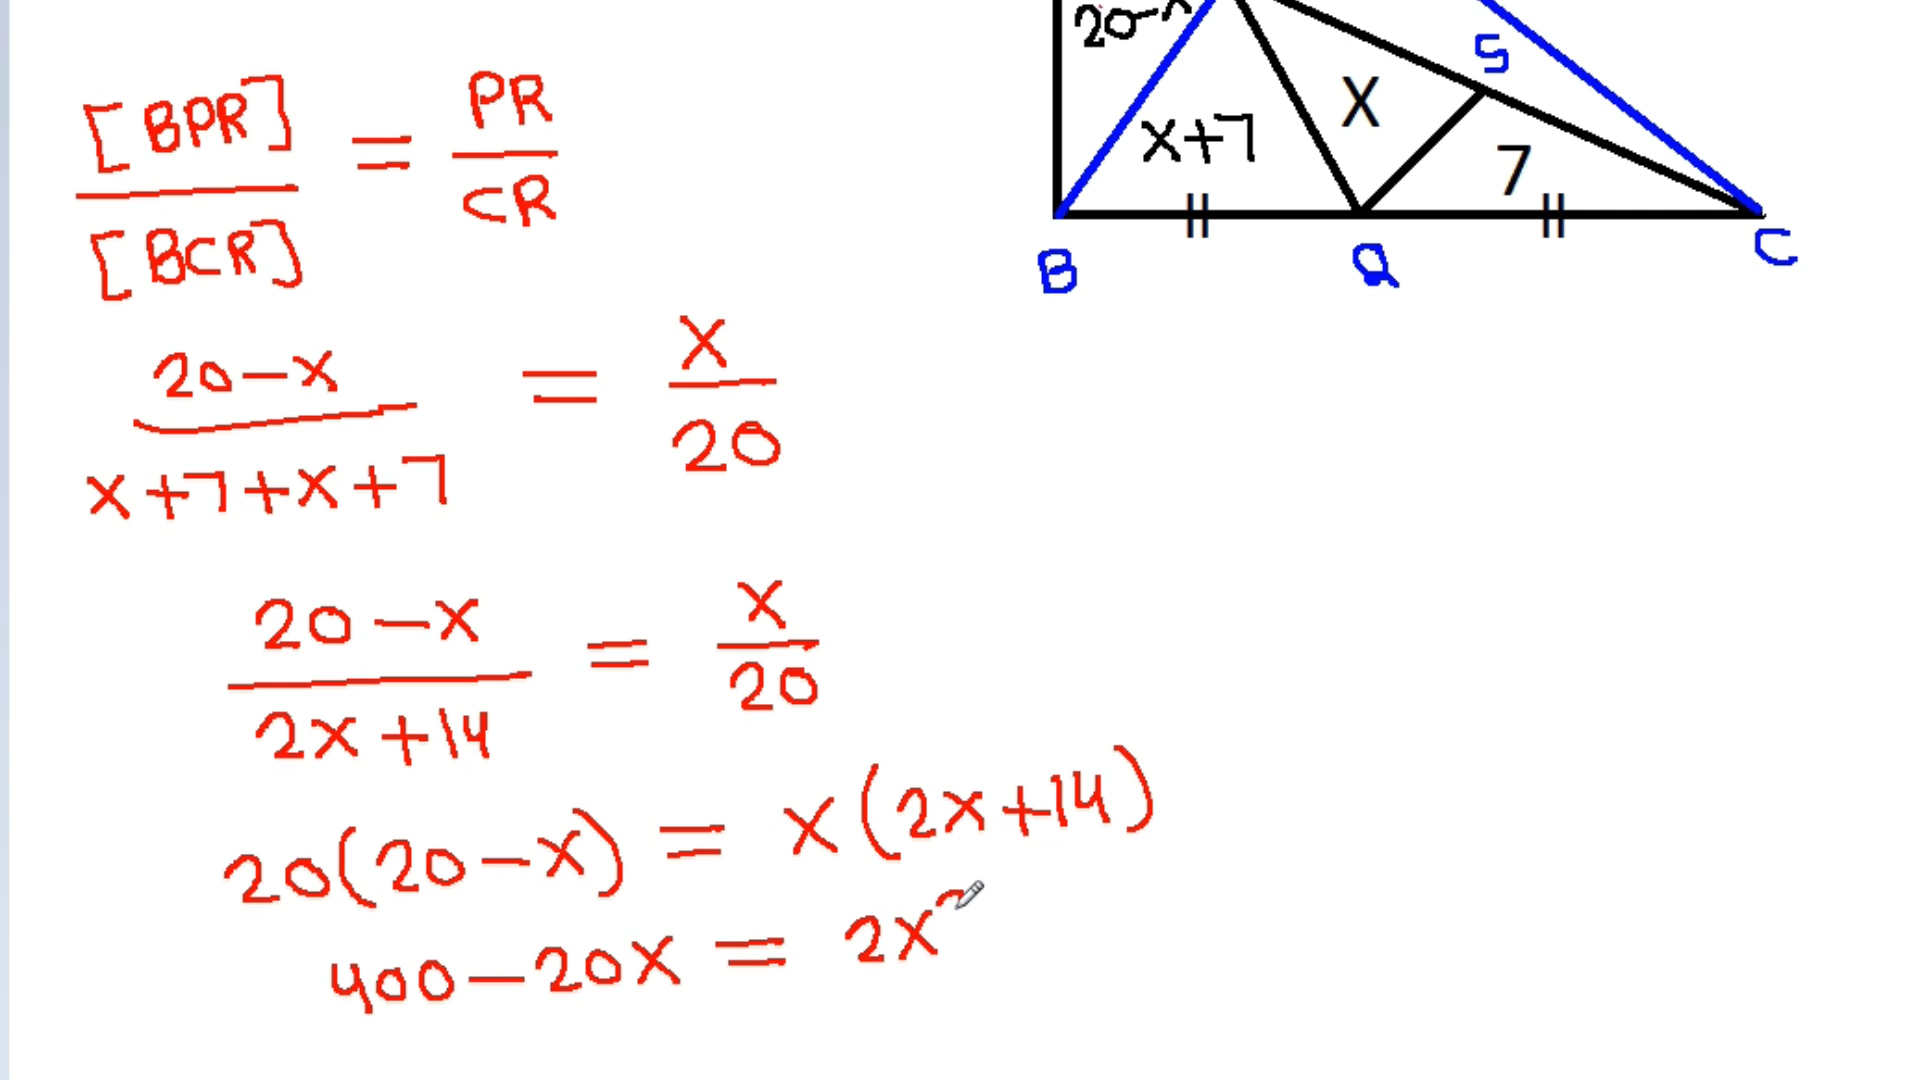 [BPR] / [BCR] = PR / CR
20-x / x+7+x+7 = x / 20
20-x / 2x+14 = x / 20
20(20-x) = x(2x+14)
400-20x = 2x
20-
S
X
x+7
7
B
Q
C